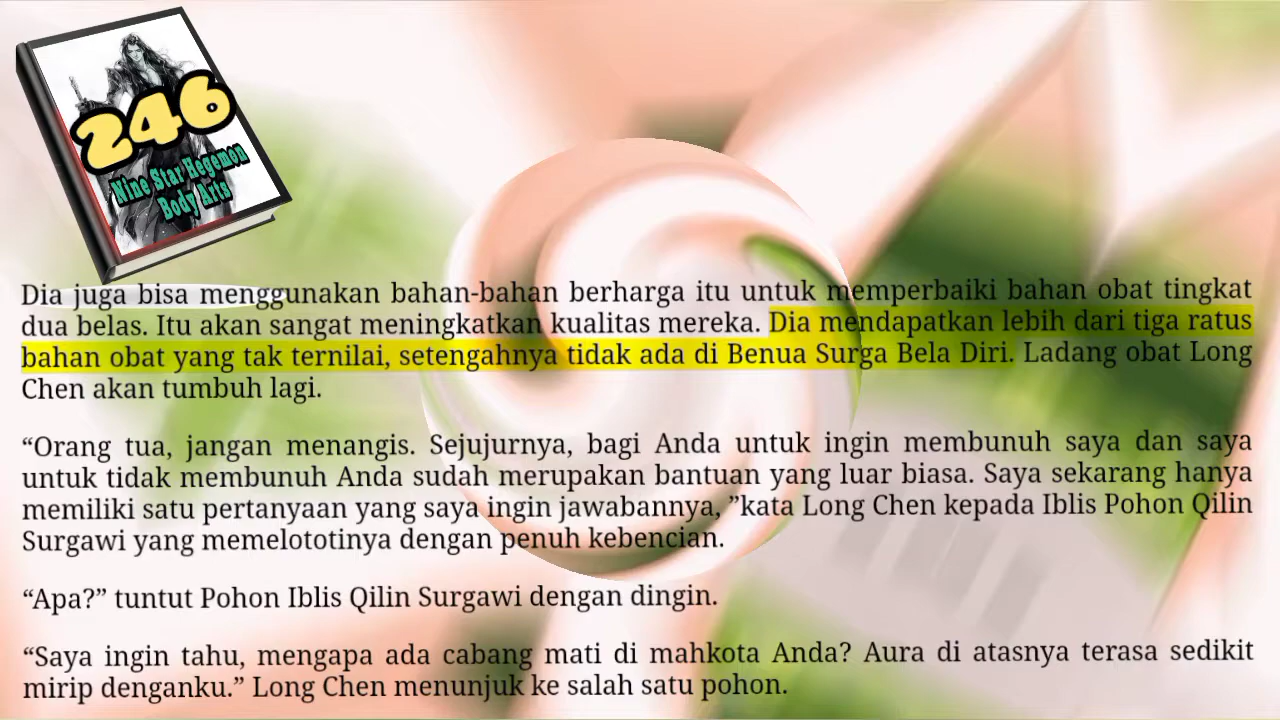 246
Nine Star Hegemon
Body Arts
Dia juga bisa menggunakan bahan-bahan berharga itu untuk memperbaiki bahan obat tingkat
dua belas. Itu akan sangat meningkatkan kualitas mereka. Dia mendapatkan lebih dari tiga ratus
bahan obat yang tak ternilai, setengahnya tidak ada di Benua Surga Bela Diri. Ladang obat Long
Chen akan tumbuh lagi.
“Orang tua, jangan menangis. Sejujurnya, bagi Anda untuk ingin membunuh saya dan saya
untuk tidak membunuh Anda sudah merupakan bantuan yang luar biasa. Saya sekarang hanya
memiliki satu pertanyaan yang saya ingin jawabannya, ”kata Long Chen kepada Iblis Pohon Qilin
Surgawi yang memelototinya dengan penuh kebencian.
“Apa?” tuntut Pohon Iblis Qilin Surgawi dengan dingin.
“Saya ingin tahu, mengapa ada cabang mati di mahkota Anda? Aura di atasnya terasa sedikit
mirip denganku.” Long Chen menunjuk ke salah satu pohon.